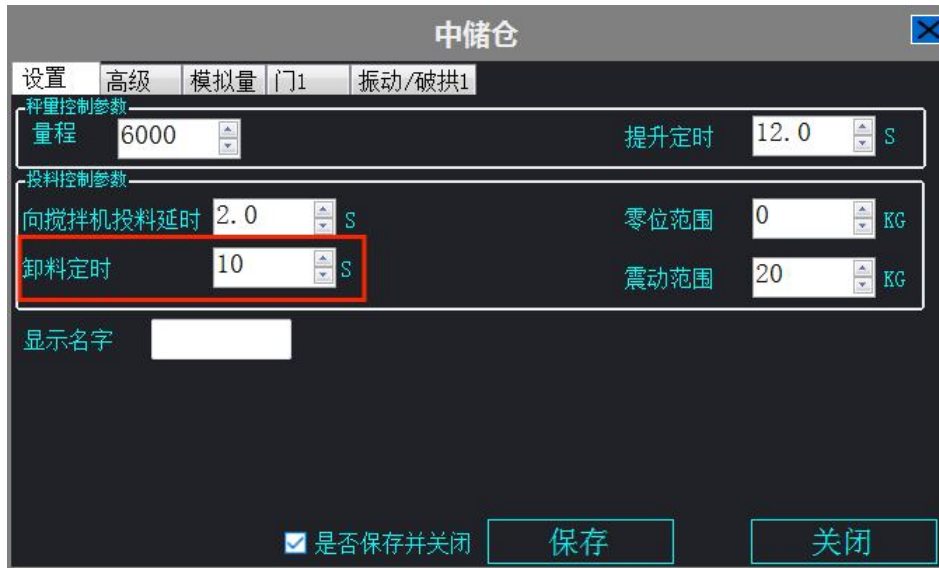 中储仓
设置 高级 模拟量 门1 振动/破拱1
秤量控制参数
量程 6000 提升定时 12.0 S
投料控制参数
向搅拌机投料延时 2.0 S 零位范围 0 KG
卸料定时 10 S 震动范围 20 KG
显示名字
是否保存并关闭 保存 关闭